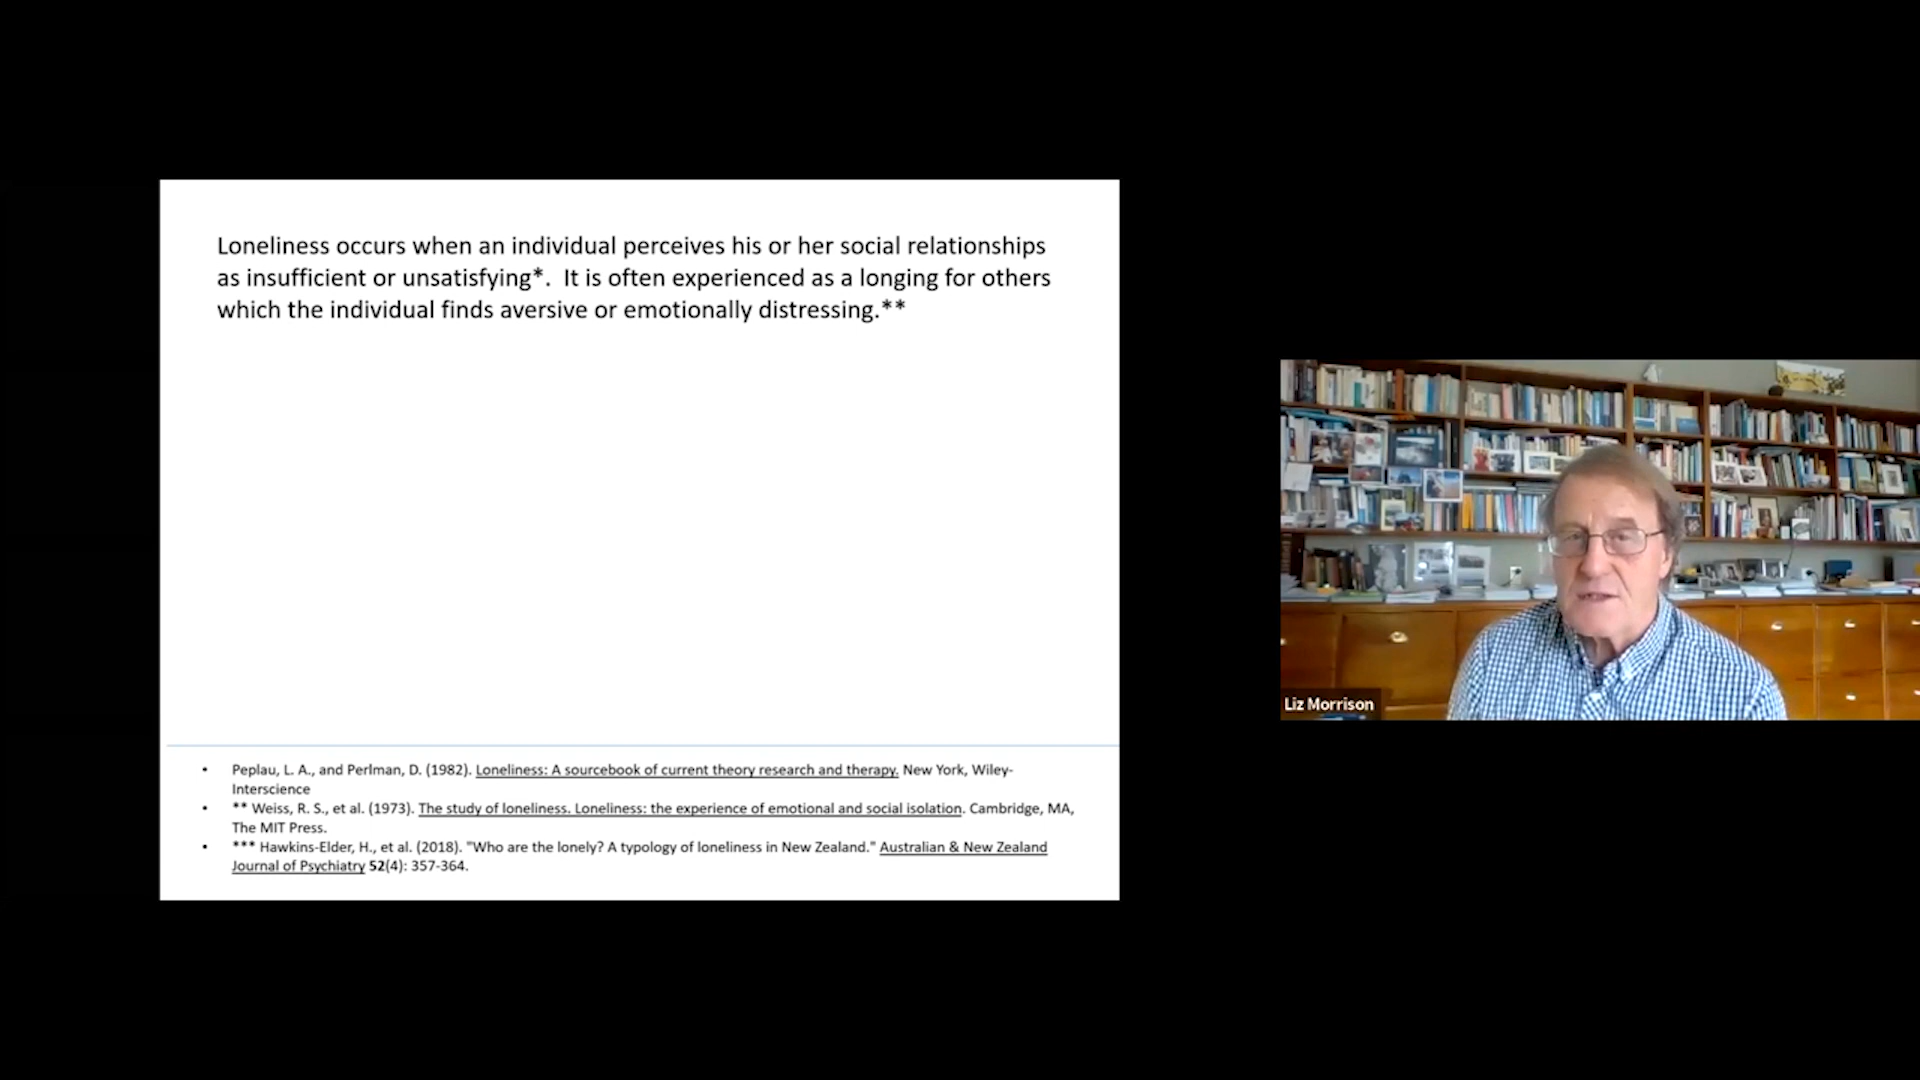 Loneliness occurs when an individual perceives his or her social relationships
as insufficient or unsatisfying*.  It is often experienced as a longing for others
which the individual finds aversive or emotionally distressing.**
• Peplau, L. A., and Perlman, D. (1982). Loneliness: A sourcebook of current theory research and therapy. New York, Wiley-
Interscience
• ** Weiss, R. S., et al. (1973). The study of loneliness. Loneliness: the experience of emotional and social isolation. Cambridge, MA,
The MIT Press.
• *** Hawkins-Elder, H., et al. (2018). "Who are the lonely? A typology of loneliness in New Zealand." Australian & New Zealand
Journal of Psychiatry 52(4): 357-364.
Liz Morrison